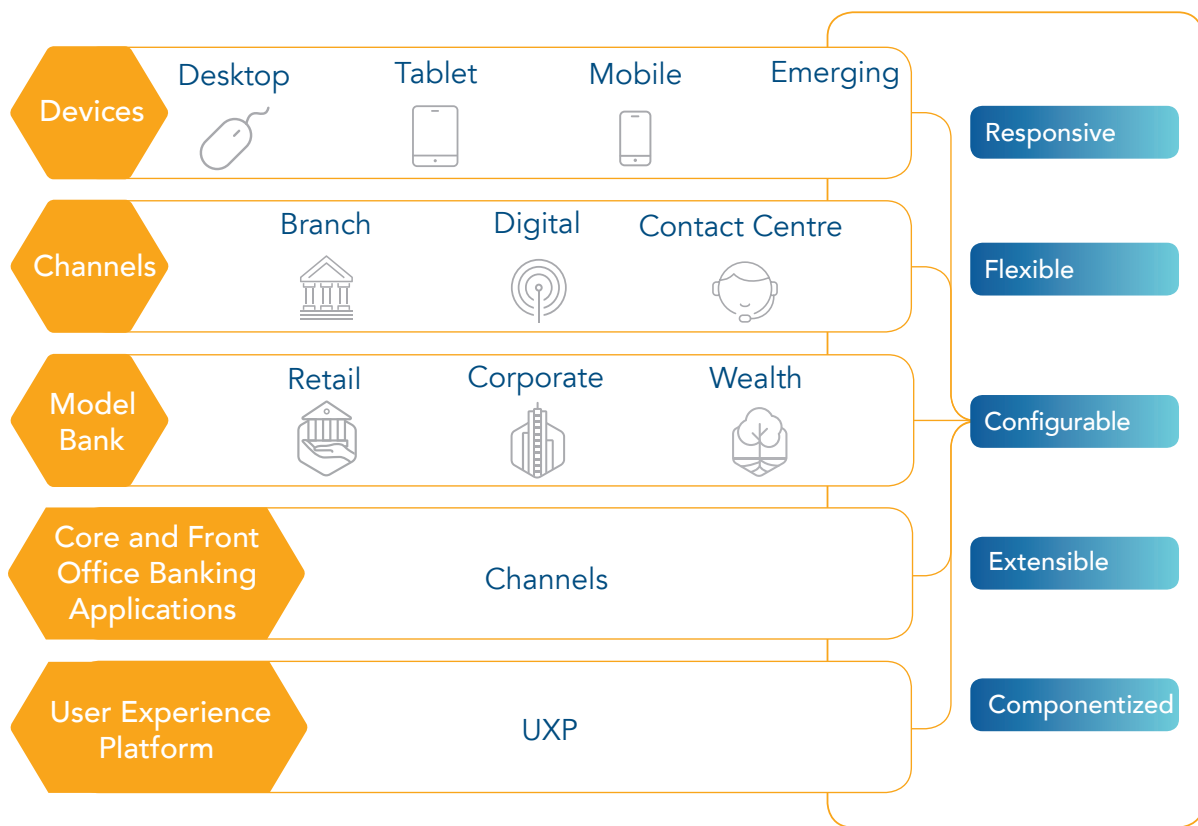 Devices
Desktop
Tablet
Mobile
Emerging
Responsive
Channels
Branch
Digital
Contact Centre
Flexible
Model
Bank
Retail
Corporate
Wealth
Configurable
Core and Front
Office Banking
Applications
Channels
Extensible
User Experience
Platform
UXP
Componentized